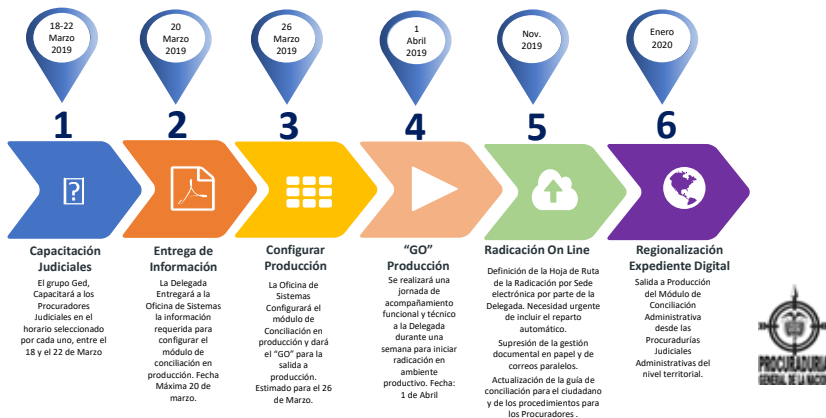 18-22
Marzo
2019
20
Marzo
2019
26
Marzo
2019
1
Abril
2019
Nov.
2019
Enero
2020
1
2
3
4
5
6
?
Capacitación
Judiciales
El grupo Ged,
Capacitará a los
Procuradores
Judiciales en el
horario seleccionado
por cada uno, entre el
18 y el 22 de Marzo
Entrega de
Información
La Delegada
Entregará a la
Oficina de Sistemas
la información
requerida para
configurar el
módulo de
conciliación en
producción. Fecha
Máxima 20 de
marzo.
Configurar
Producción
La Oficina de
Sistemas
Configurará el
módulo de
Conciliación en
producción y dará
el “GO” para la
salida a
producción.
Estimado para el 26
de Marzo.
“GO”
Producción
Se realizará una
jornada de
acompañamiento
funcional y técnico
a la Delegada
durante una
semana para iniciar
radicación en
ambiente
productivo. Fecha:
1 de Abril
Radicación On Line
Definición de la Hoja de Ruta
de la Radicación por Sede
electrónica por parte de la
Delegada. Necesidad urgente
de incluir el reparto
automático.
Supresión de la gestión
documental en papel y de
correos paralelos.
Actualización de la guía de
conciliación para el ciudadano
y de los procedimientos para
los Procuradores .
Regionalización
Expediente Digital
Salida a Producción
del Módulo de
Conciliación
Administrativa
desde las
Procuradurías
Judiciales
Administrativas del
nivel territorial.
PROCURADURIA
GENERAL DE LA NACION